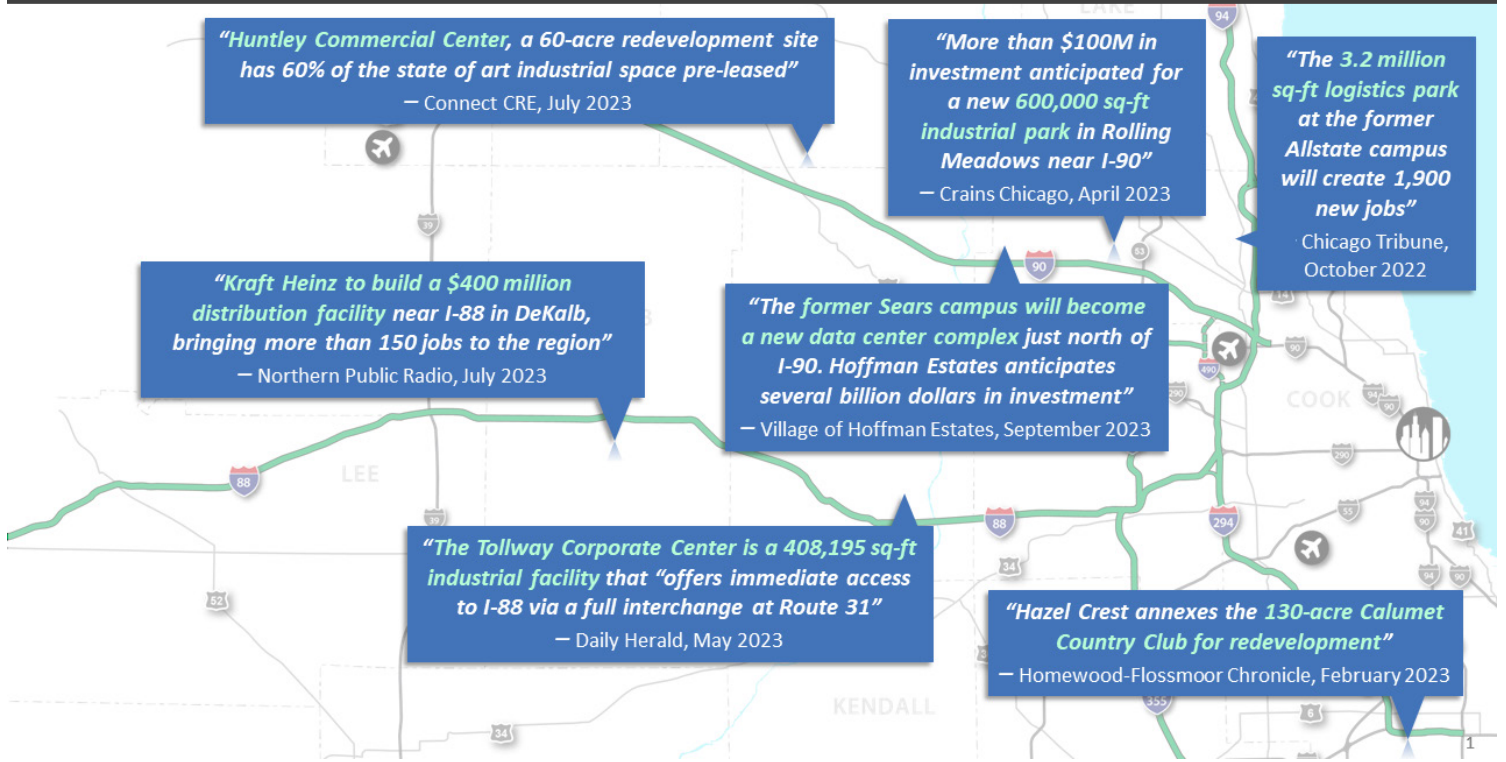 LAKE
94
“Huntley Commercial Center, a 60-acre redevelopment site
has 60% of the state of art industrial space pre-leased”
– Connect CRE, July 2023
“More than $100M in
investment anticipated for
a new 600,000 sq-ft
industrial park in Rolling
Meadows near I-90”
– Crains Chicago, April 2023
“The 3.2 million
sq-ft logistics park
at the former
Allstate campus
will create 1,900
new jobs”
Chicago Tribune,
October 2022
39
53
90
14
“Kraft Heinz to build a $400 million
distribution facility near I-88 in DeKalb,
bringing more than 150 jobs to the region”
– Northern Public Radio, July 2023
“The former Sears campus will become
a new data center complex just north of
I-90. Hoffman Estates anticipates
several billion dollars in investment”
– Village of Hoffman Estates, September 2023
90
490
290
COOK
94
90
290
LEE
88
39
88
294
55
94
90
41
34
94
90
“The Tollway Corporate Center is a 408,195 sq-ft
industrial facility that “offers immediate access
to I-88 via a full interchange at Route 31”
– Daily Herald, May 2023
52
“Hazel Crest annexes the 130-acre Calumet
Country Club for redevelopment”
– Homewood-Flossmoor Chronicle, February 2023
KENDALL
355
6
34
1